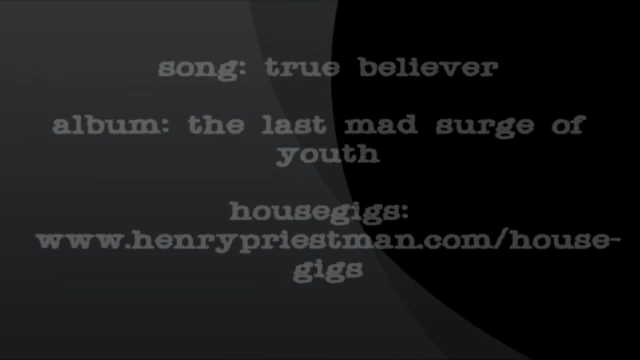 song: true believer
album: the last mad surge of
youth
housegigs:
www.henrypriestman.com/house-
gigs